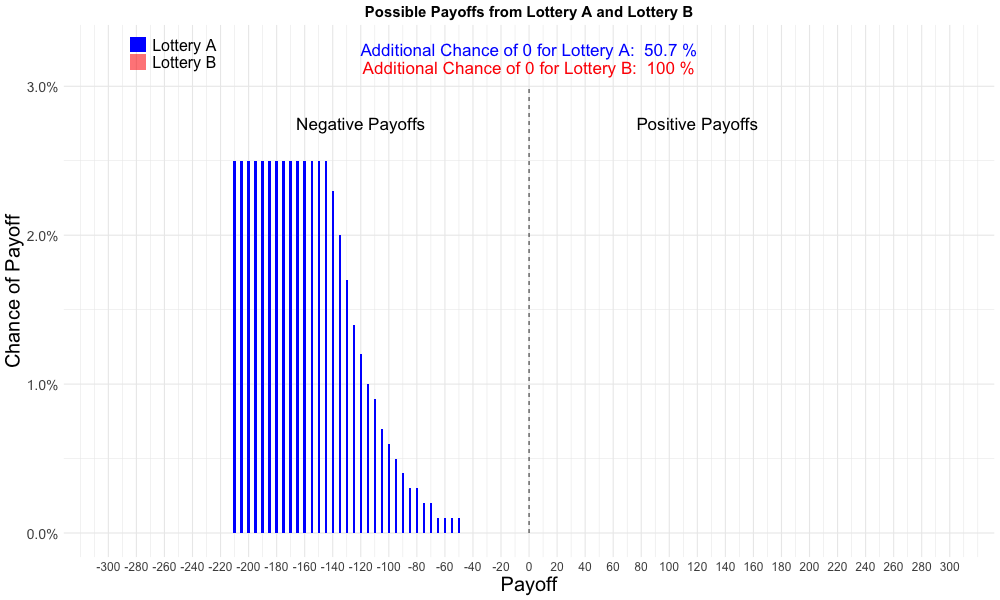 Possible Payoffs from Lottery A and Lottery B
Lottery A
Lottery B
Additional Chance of 0 for Lottery A:  50.7 %
Additional Chance of 0 for Lottery B:  100 %
Negative Payoffs
Positive Payoffs
Chance of Payoff
3.0%
2.0%
1.0%
0.0%
-300 -280 -260 -240 -220 -200 -180 -160 -140 -120 -100 -80 -60 -40 -20 0 20 40 60 80 100 120 140 160 180 200 220 240 260 280 300
Payoff